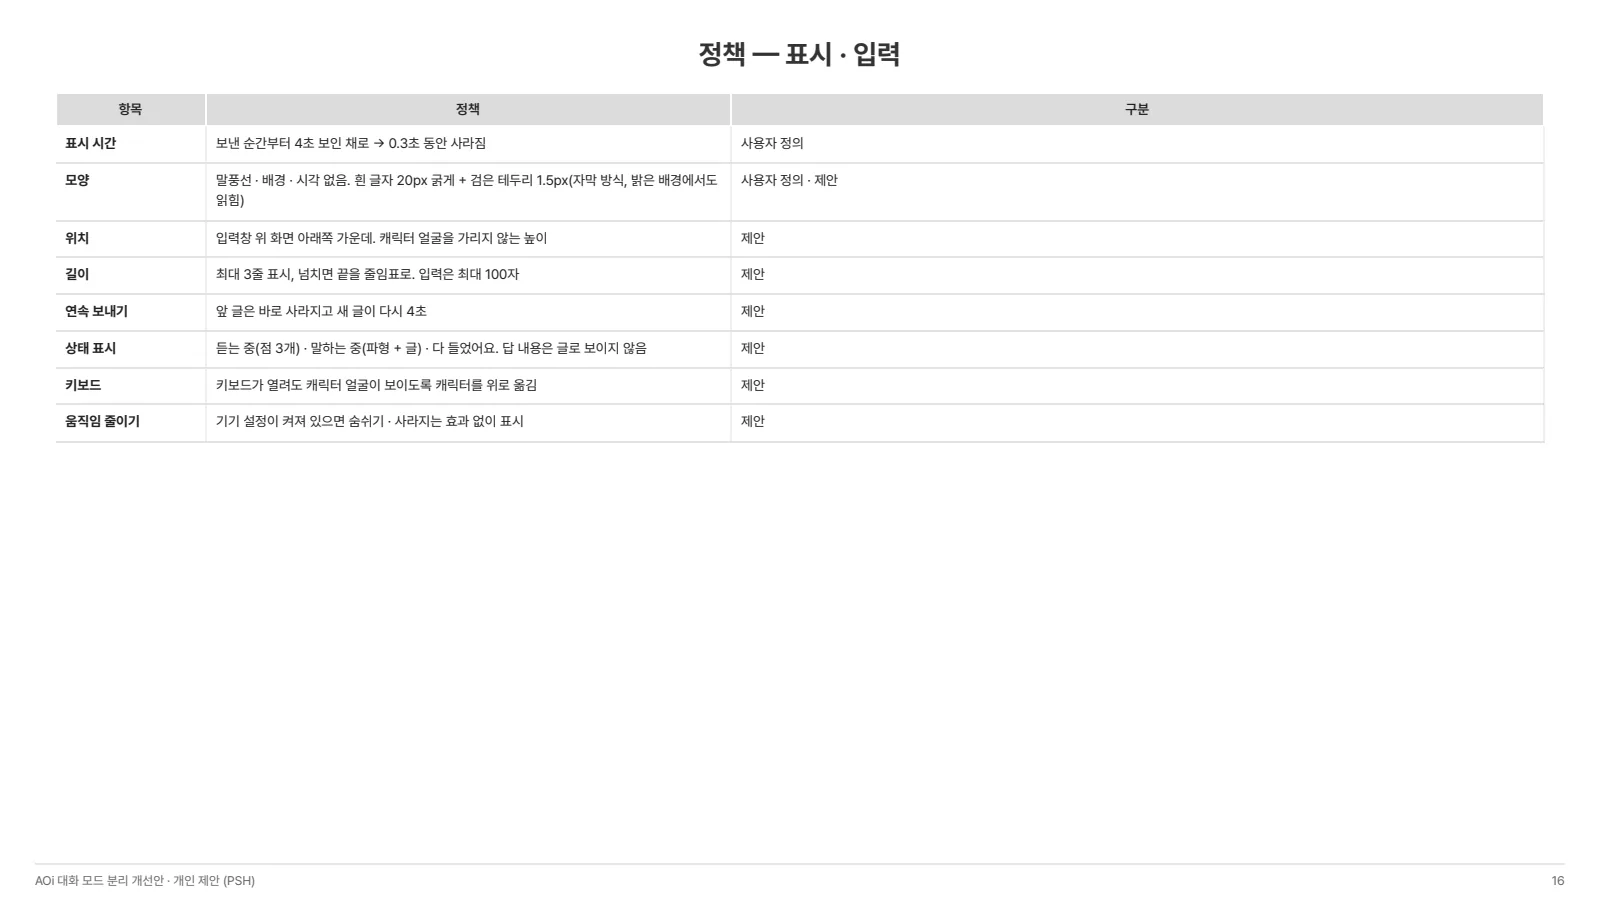 정책 — 표시 · 입력
항목 정책 구분
표시 시간 보낸 순간부터 4초 보인 채로 → 0.3초 동안 사라짐 사용자 정의
모양 말풍선 · 배경 · 시각 없음. 흰 글자 20px 굵게 + 검은 테두리 1.5px(자막 방식, 밝은 배경에서도 사용자 정의 · 제안
읽힘)
위치 입력창 위 화면 아래쪽 가운데. 캐릭터 얼굴을 가리지 않는 높이 제안
길이 최대 3줄 표시, 넘치면 끝을 줄임표로. 입력은 최대 100자 제안
연속 보내기 앞 글은 바로 사라지고 새 글이 다시 4초 제안
상태 표시 듣는 중(점 3개) · 말하는 중(파형 + 글) · 다 들었어요. 답 내용은 글로 보이지 않음 제안
키보드 키보드가 열려도 캐릭터 얼굴이 보이도록 캐릭터를 위로 옮김 제안
움직임 줄이기 기기 설정이 켜져 있으면 숨쉬기 · 사라지는 효과 없이 표시 제안
AOi 대화 모드 분리 개선안 · 개인 제안 (PSH) 16